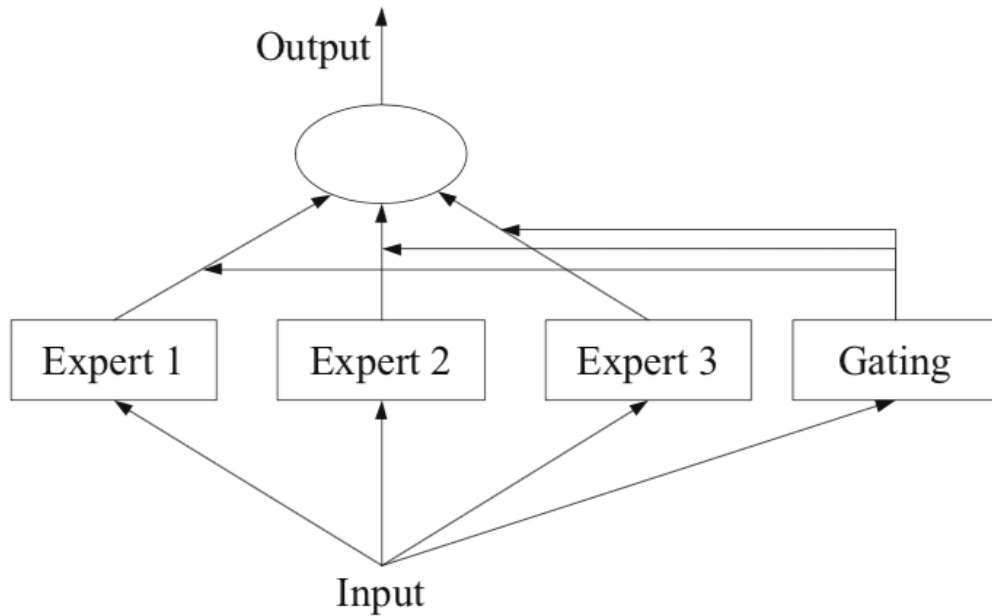 Output
Expert 1
Expert 2
Expert 3
Gating
Input